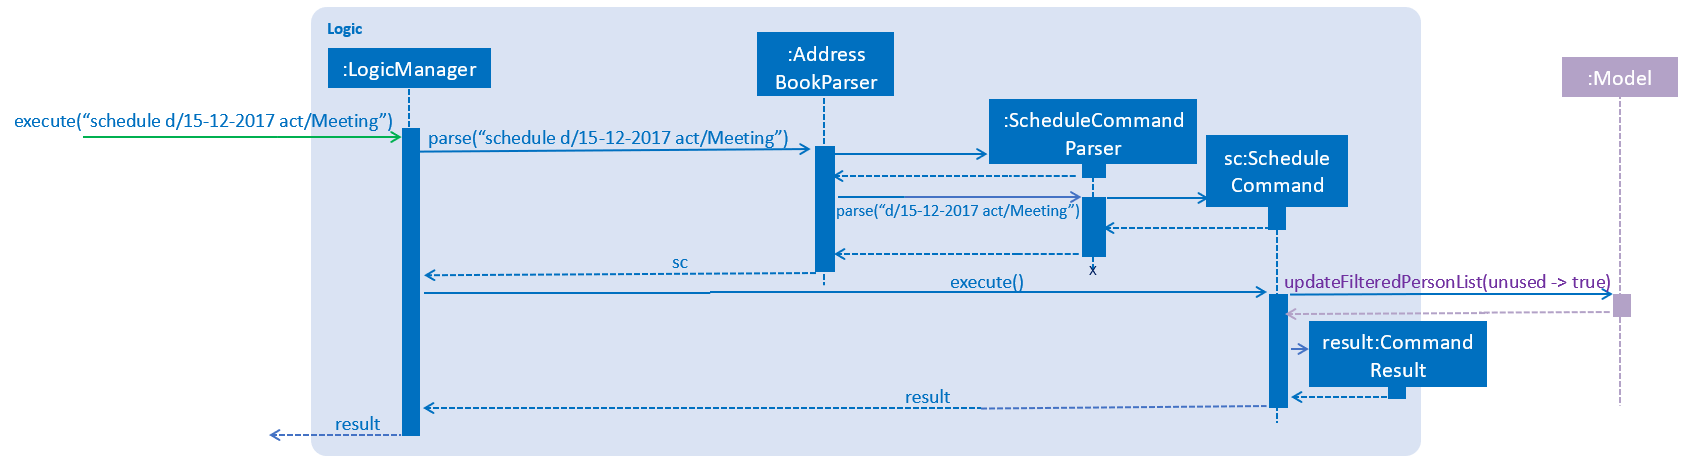 Logic
:LogicManager
:Address
BookParser
:ScheduleCommand
Parser
sc:Schedule
Command
:Model
execute(“schedule d/15-12-2017 act/Meeting”)
parse(“schedule d/15-12-2017 act/Meeting”)
parse(“d/15-12-2017 act/Meeting”)
sc
x
execute()
updateFilteredPersonList(unused -> true)
result:Command
Result
result
result